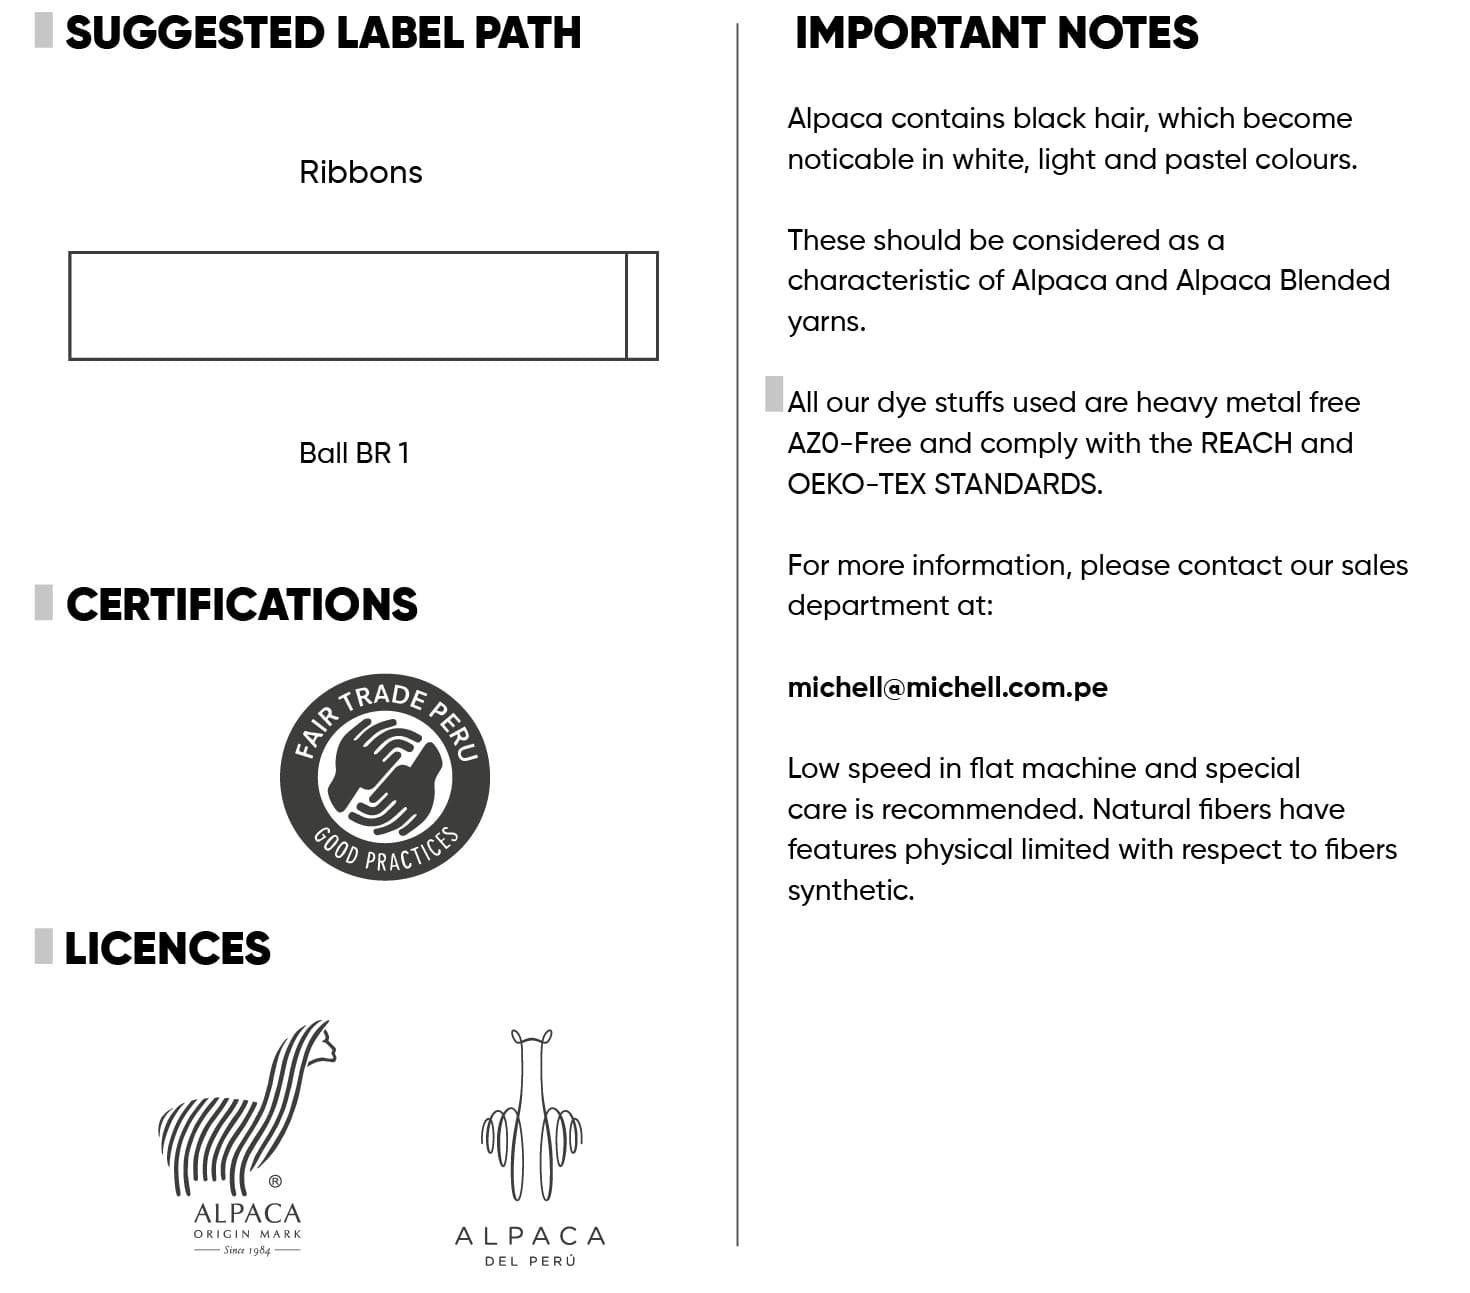 SUGGESTED LABEL PATH
Ribbons
Ball BR 1
CERTIFICATIONS
FAIR TRADE PERU
GOOD PRACTICES
LICENCES
®
ALPACA
ORIGIN MARK
Since 1984
ALPACA
DEL PERÚ
IMPORTANT NOTES
Alpaca contains black hair, which become
noticable in white, light and pastel colours.
These should be considered as a
characteristic of Alpaca and Alpaca Blended
yarns.
All our dye stuffs used are heavy metal free
AZ0-Free and comply with the REACH and
OEKO-TEX STANDARDS.
For more information, please contact our sales
department at:
michell@michell.com.pe
Low speed in flat machine and special
care is recommended. Natural fibers have
features physical limited with respect to fibers
synthetic.